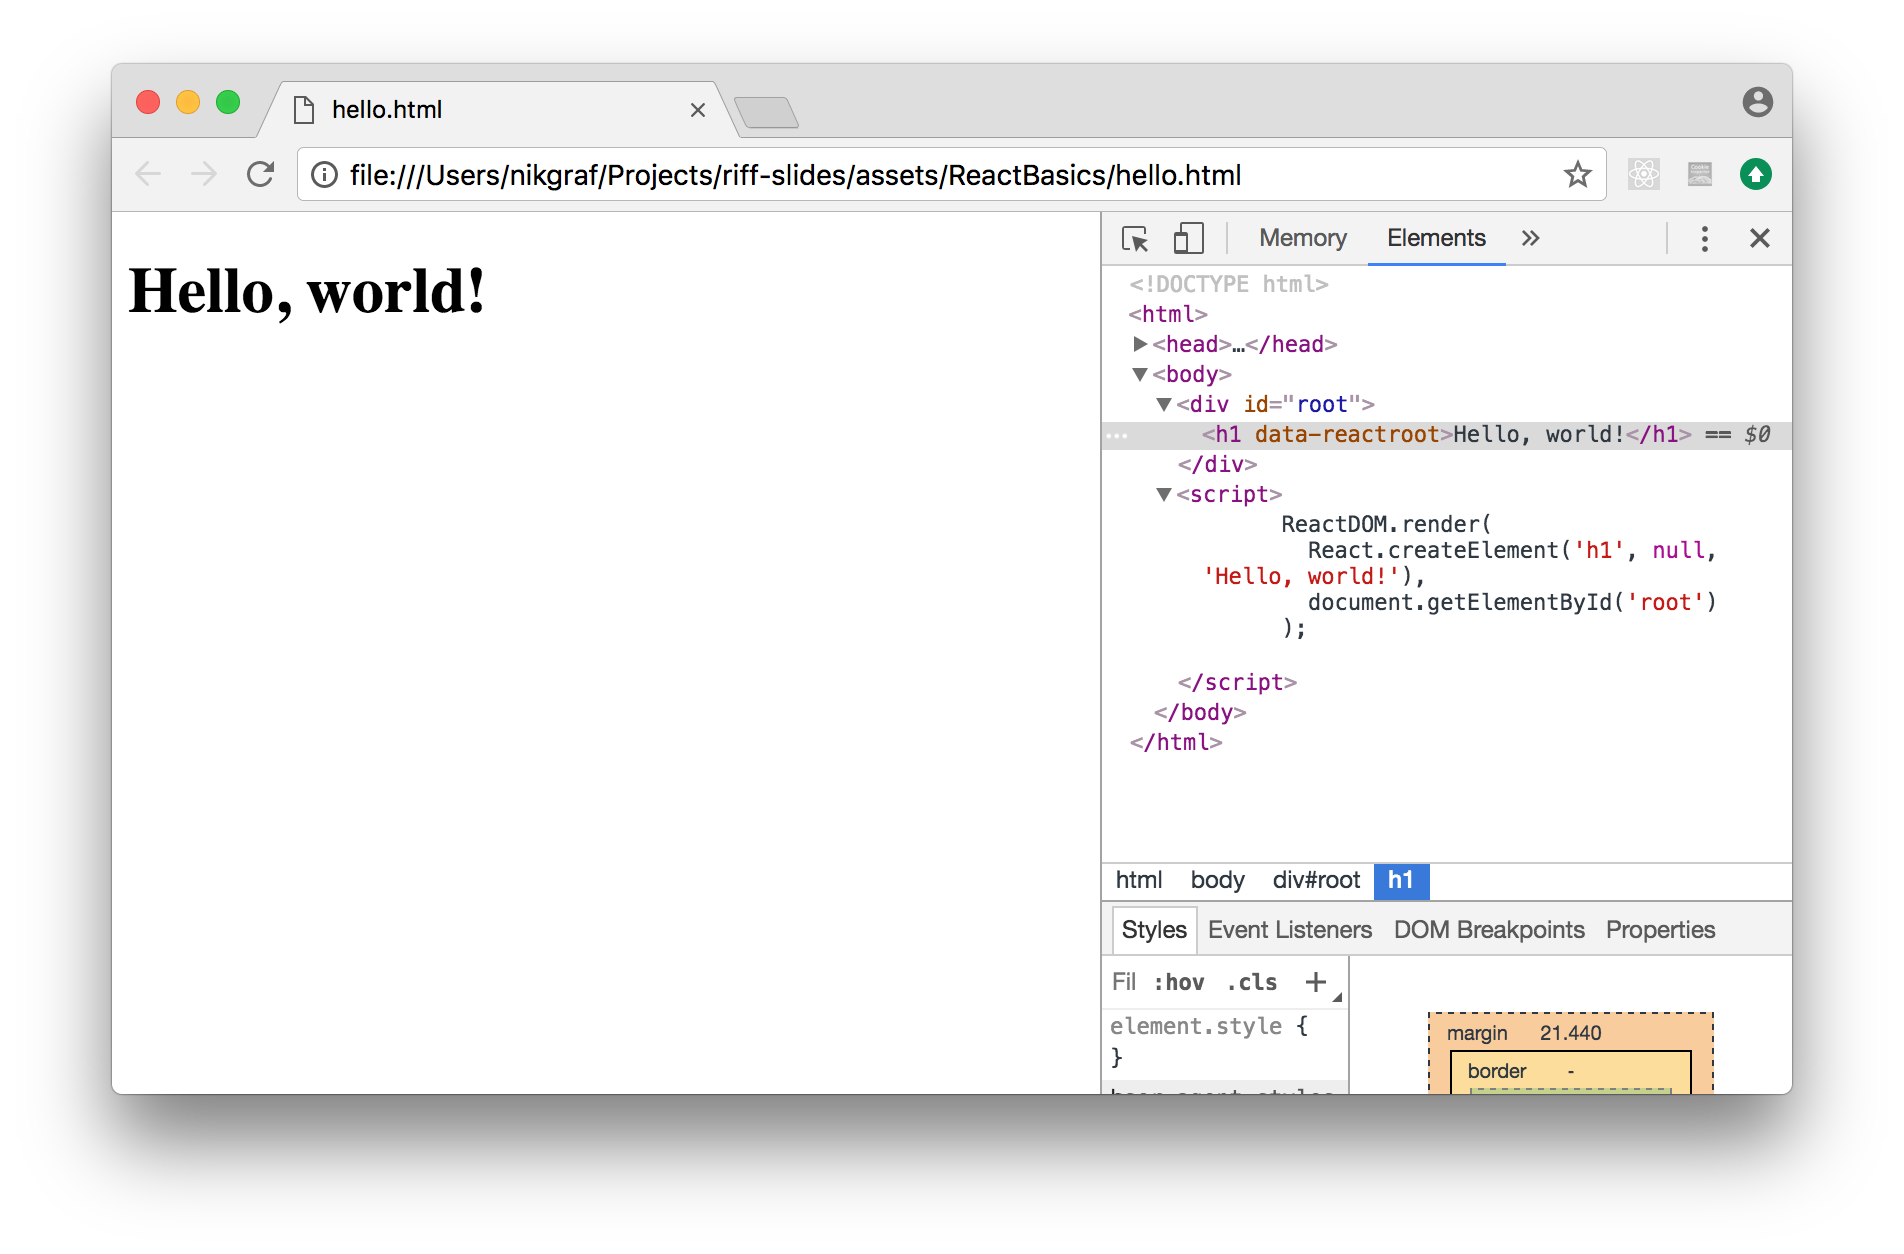 hello.html
file:///Users/nikgraf/Projects/riff-slides/assets/ReactBasics/hello.html
Hello, world!
Memory Elements
<!DOCTYPE html>
<html>
<head>…</head>
<body>
<div id="root">
<h1 data-reactroot>Hello, world!</h1> == $0
</div>
<script>
ReactDOM.render(
React.createElement('h1', null,
'Hello, world!'),
document.getElementById('root')
);
</script>
</body>
</html>
html body div#root h1
Styles Event Listeners DOM Breakpoints Properties
Fil :hov .cls +
element.style {
}
margin 21.440
border -